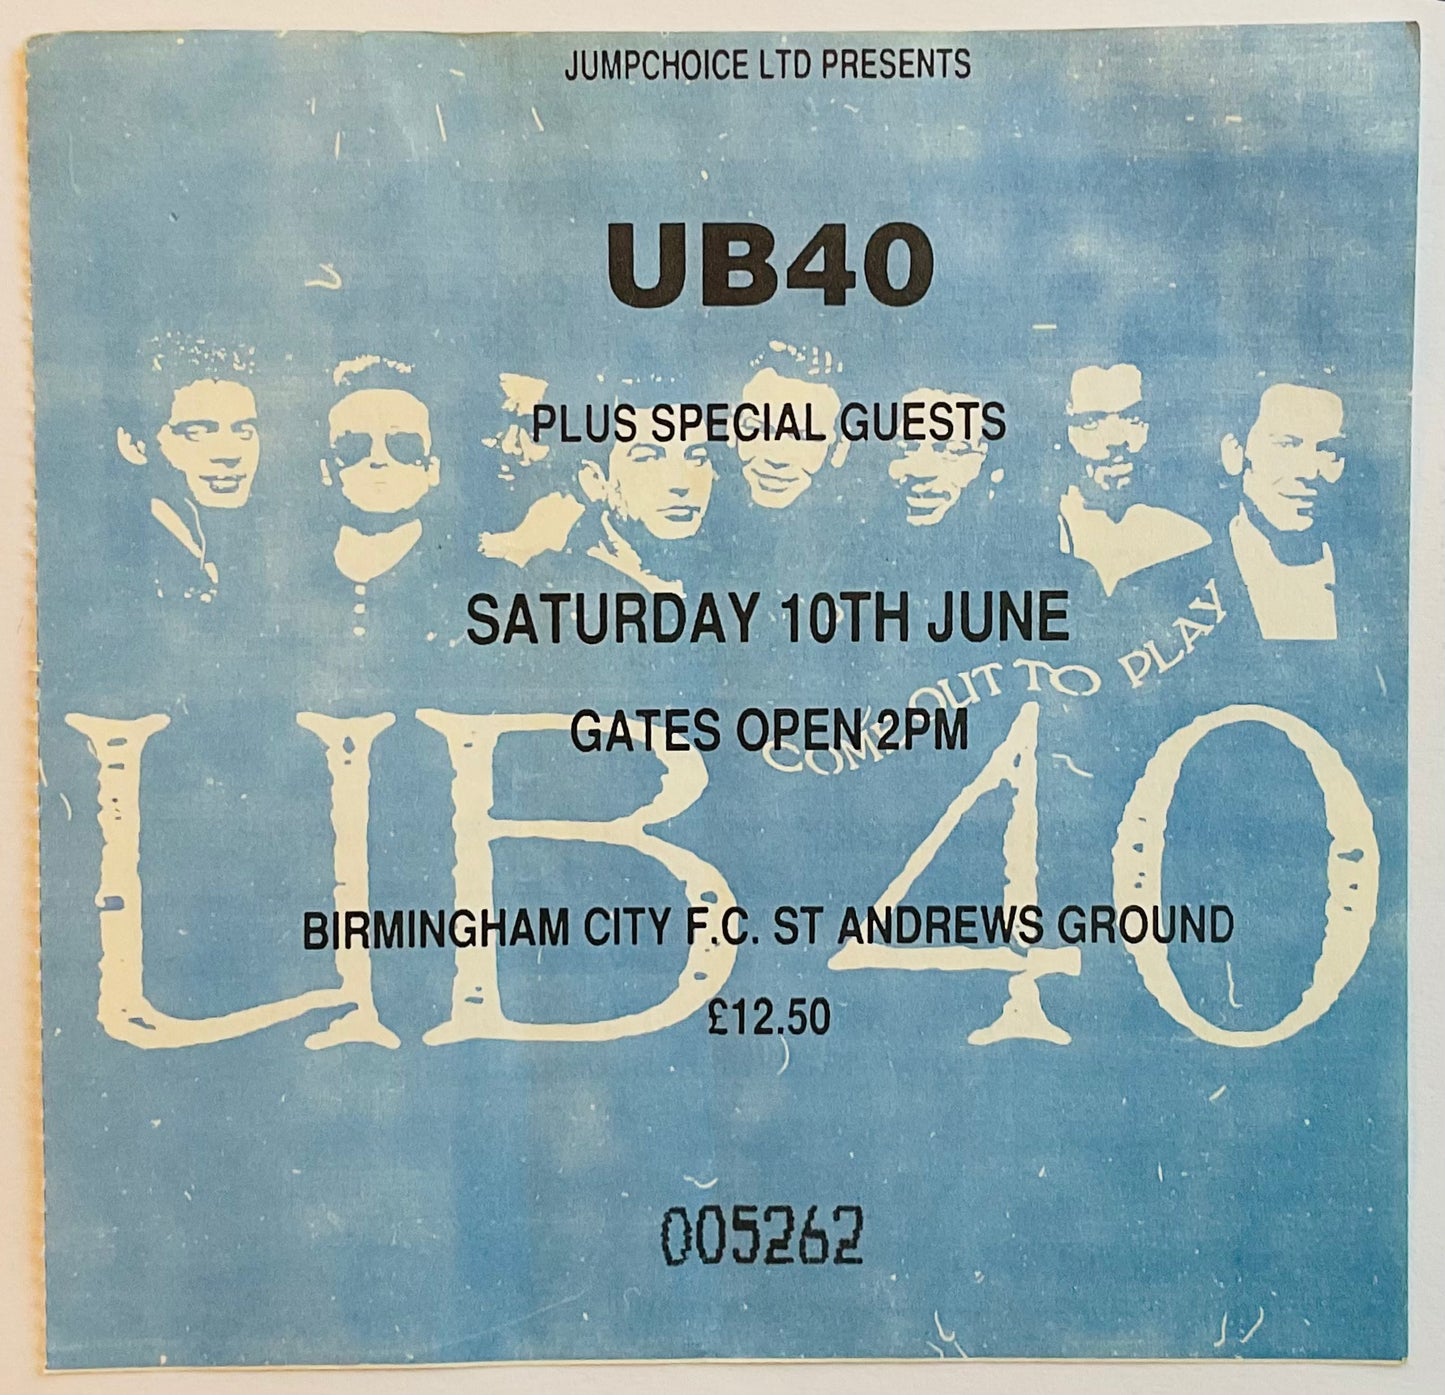 JUMPCHOICE LTD PRESENTS
UB40
PLUS SPECIAL GUESTS
SATURDAY 10TH JUNE
COME OUT TO PLAY
GATES OPEN 2PM
UB40
BIRMINGHAM CITY F.C. ST ANDREWS GROUND
£12.50
005262